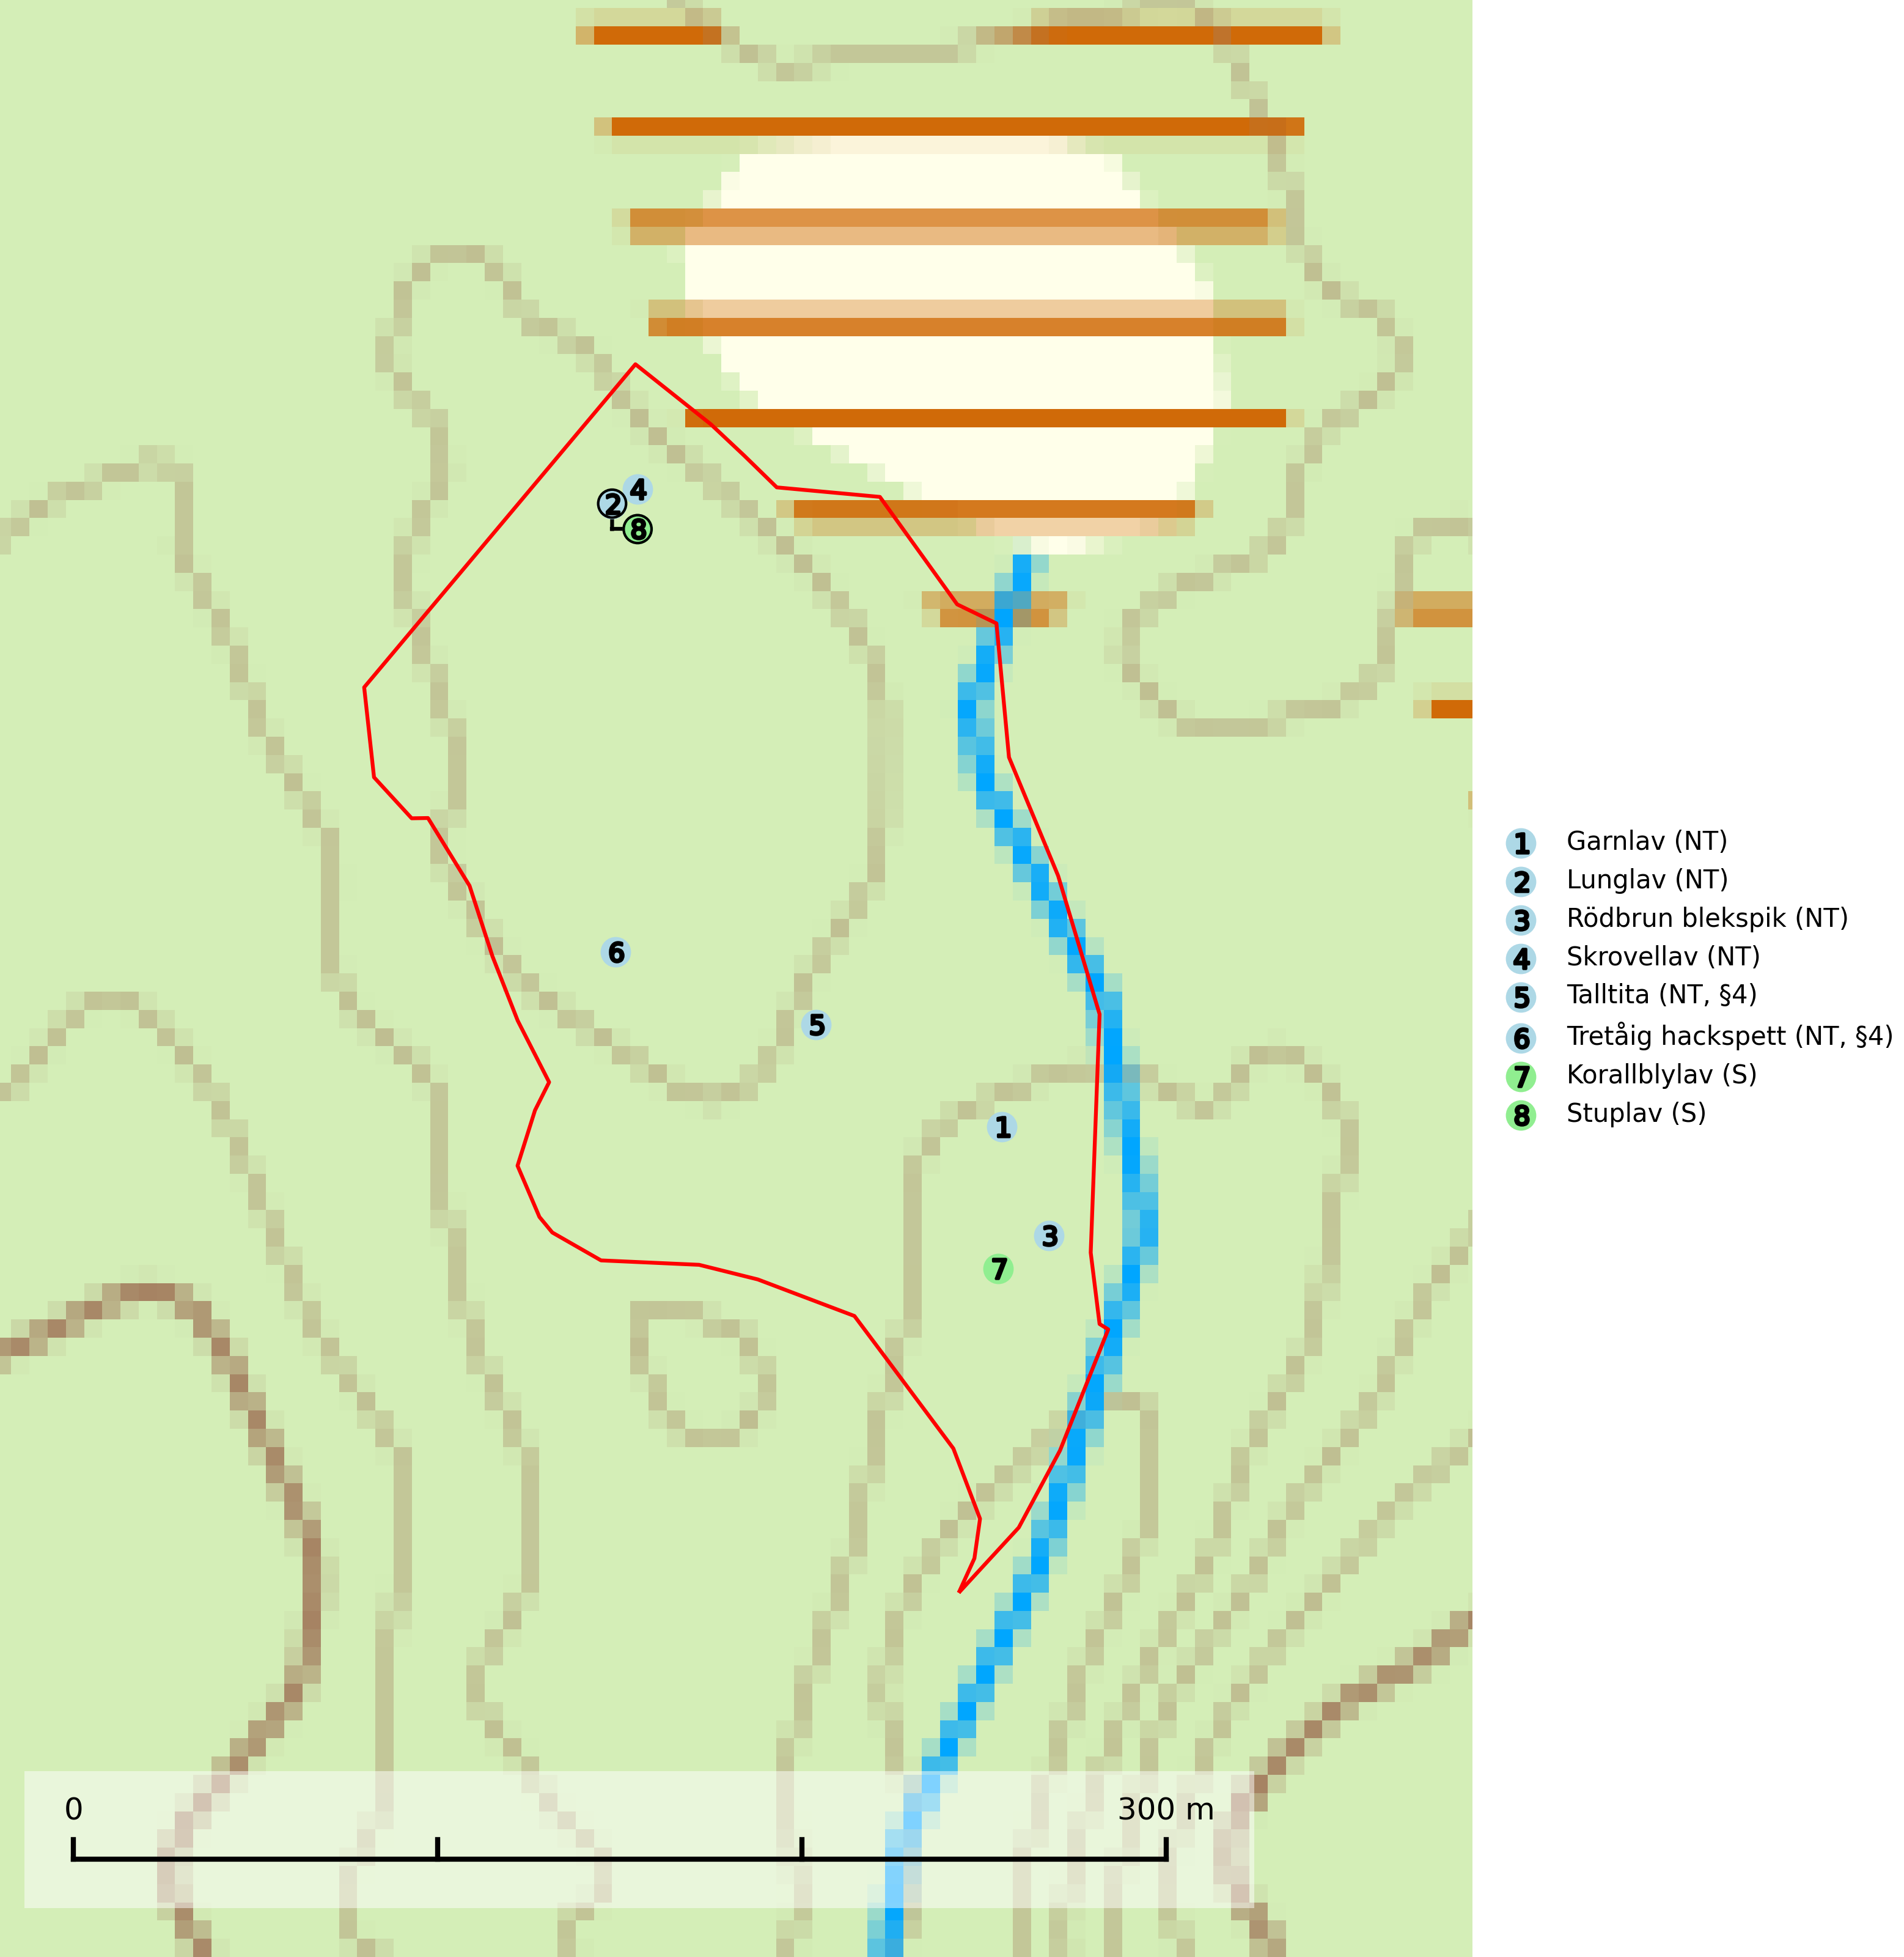 4
2
8
6
5
1
3
7
1 Garnlav (NT)
2 Lunglav (NT)
3 Rödbrun blekspik (NT)
4 Skrovellav (NT)
5 Talltita (NT, §4)
6 Tretåig hackspett (NT, §4)
7 Korallblylav (S)
8 Stuplav (S)
0 300 m